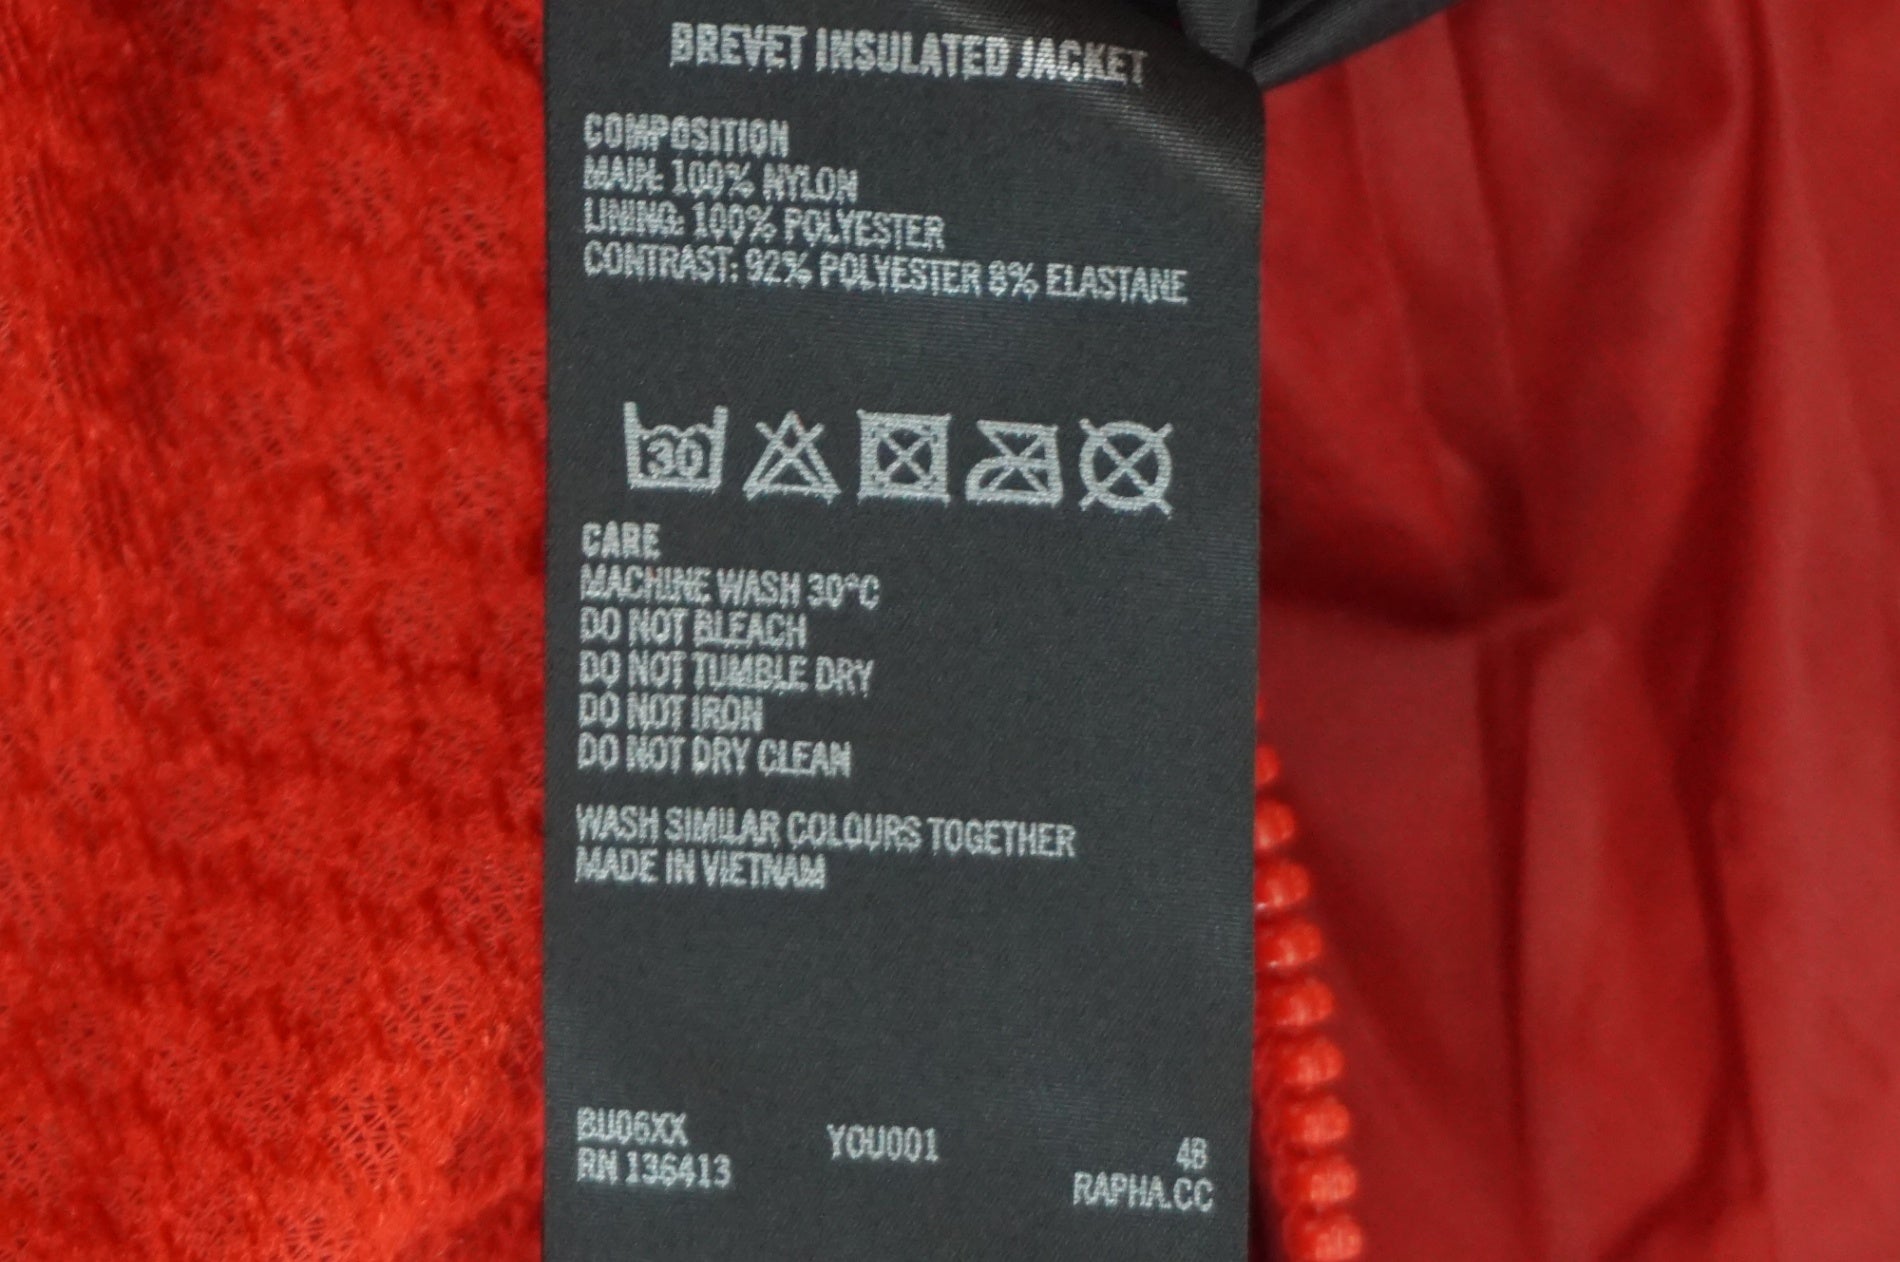 BREVET INSULATED JACKET
COMPOSITION
MAIN: 100% NYLON
LINING: 100% POLYESTER
CONTRAST: 92% POLYESTER 8% ELASTANE
30
CARE
MACHINE WASH 30°C
DO NOT BLEACH
DO NOT TUMBLE DRY
DO NOT IRON
DO NOT DRY CLEAN
WASH SIMILAR COLOURS TOGETHER
MADE IN VIETNAM
BU06XX YOU001 4B
RN 136413 RAPHA.CC